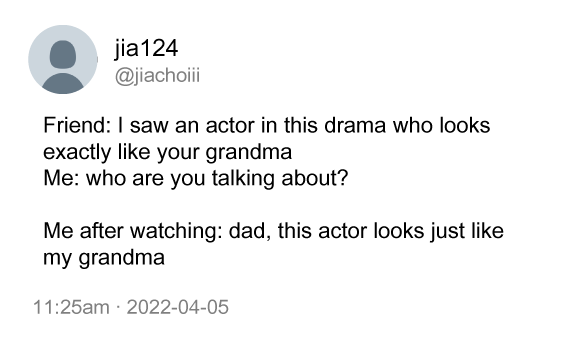 jia124
@jiachoiii
Friend: I saw an actor in this drama who looks
exactly like your grandma
Me: who are you talking about?
Me after watching: dad, this actor looks just like
my grandma
11:25am · 2022-04-05